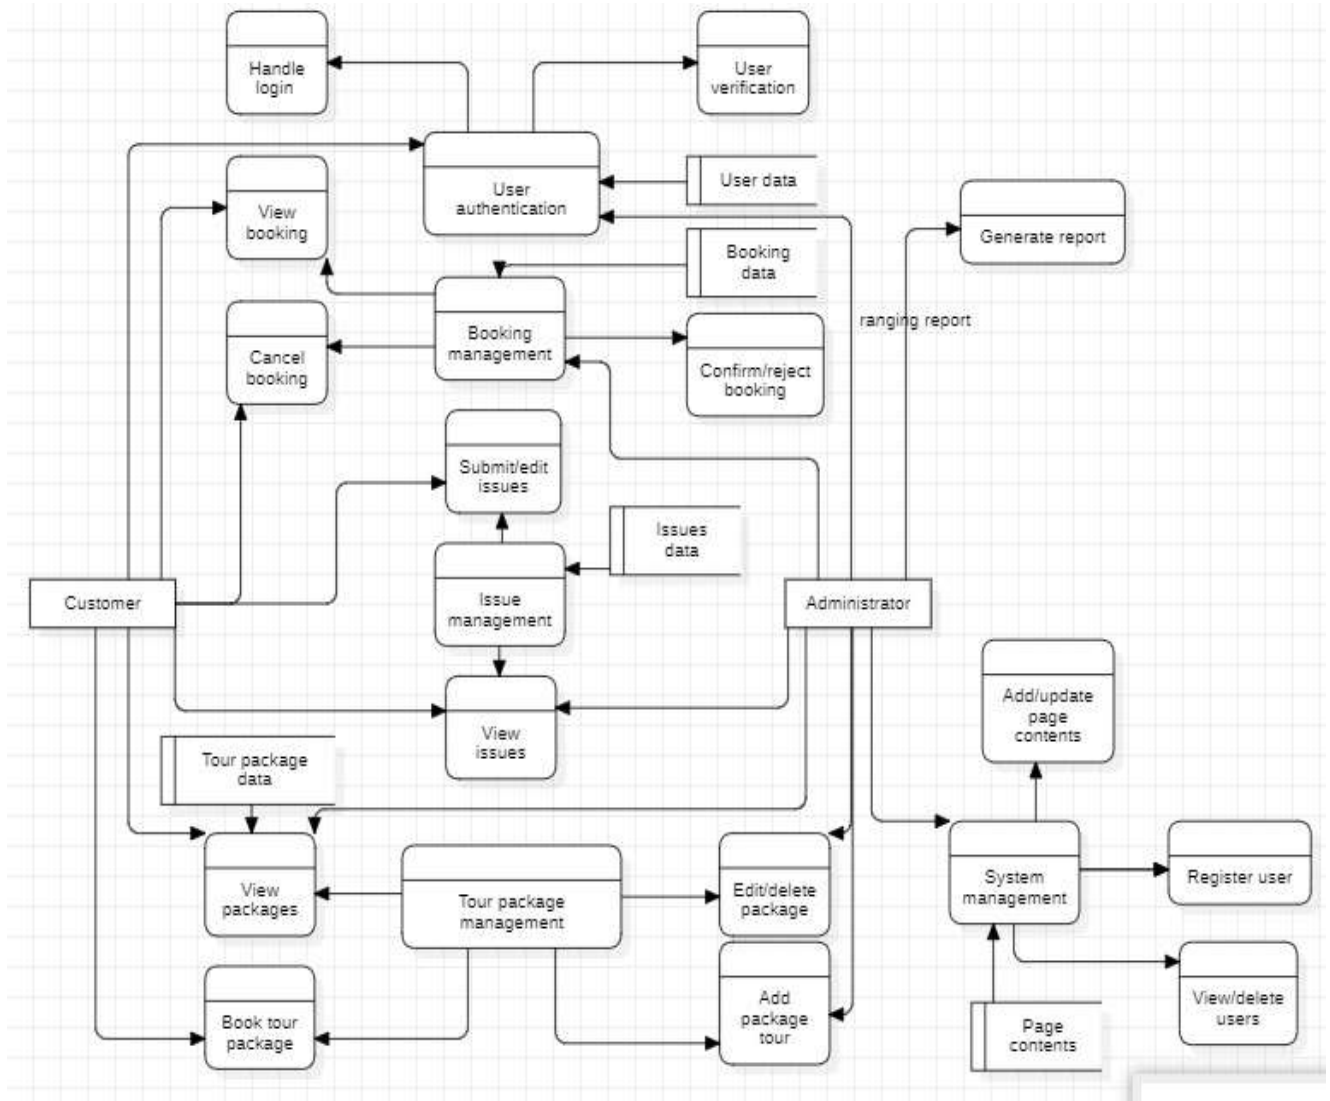 Handle
login
User
verification
User
authentication
User data
View
booking
Generate report
Booking
data
ranging report
Booking
management
Cancel
booking
Confirm/reject
booking
Submit/edit
issues
Issues
data
Customer
Issue
management
Administrator
Add/update
page
contents
View
issues
Tour package
data
View
packages
Tour package
management
Edit/delete
package
System
management
Register user
Book tour
package
Add
package
tour
View/delete
users
Page
contents